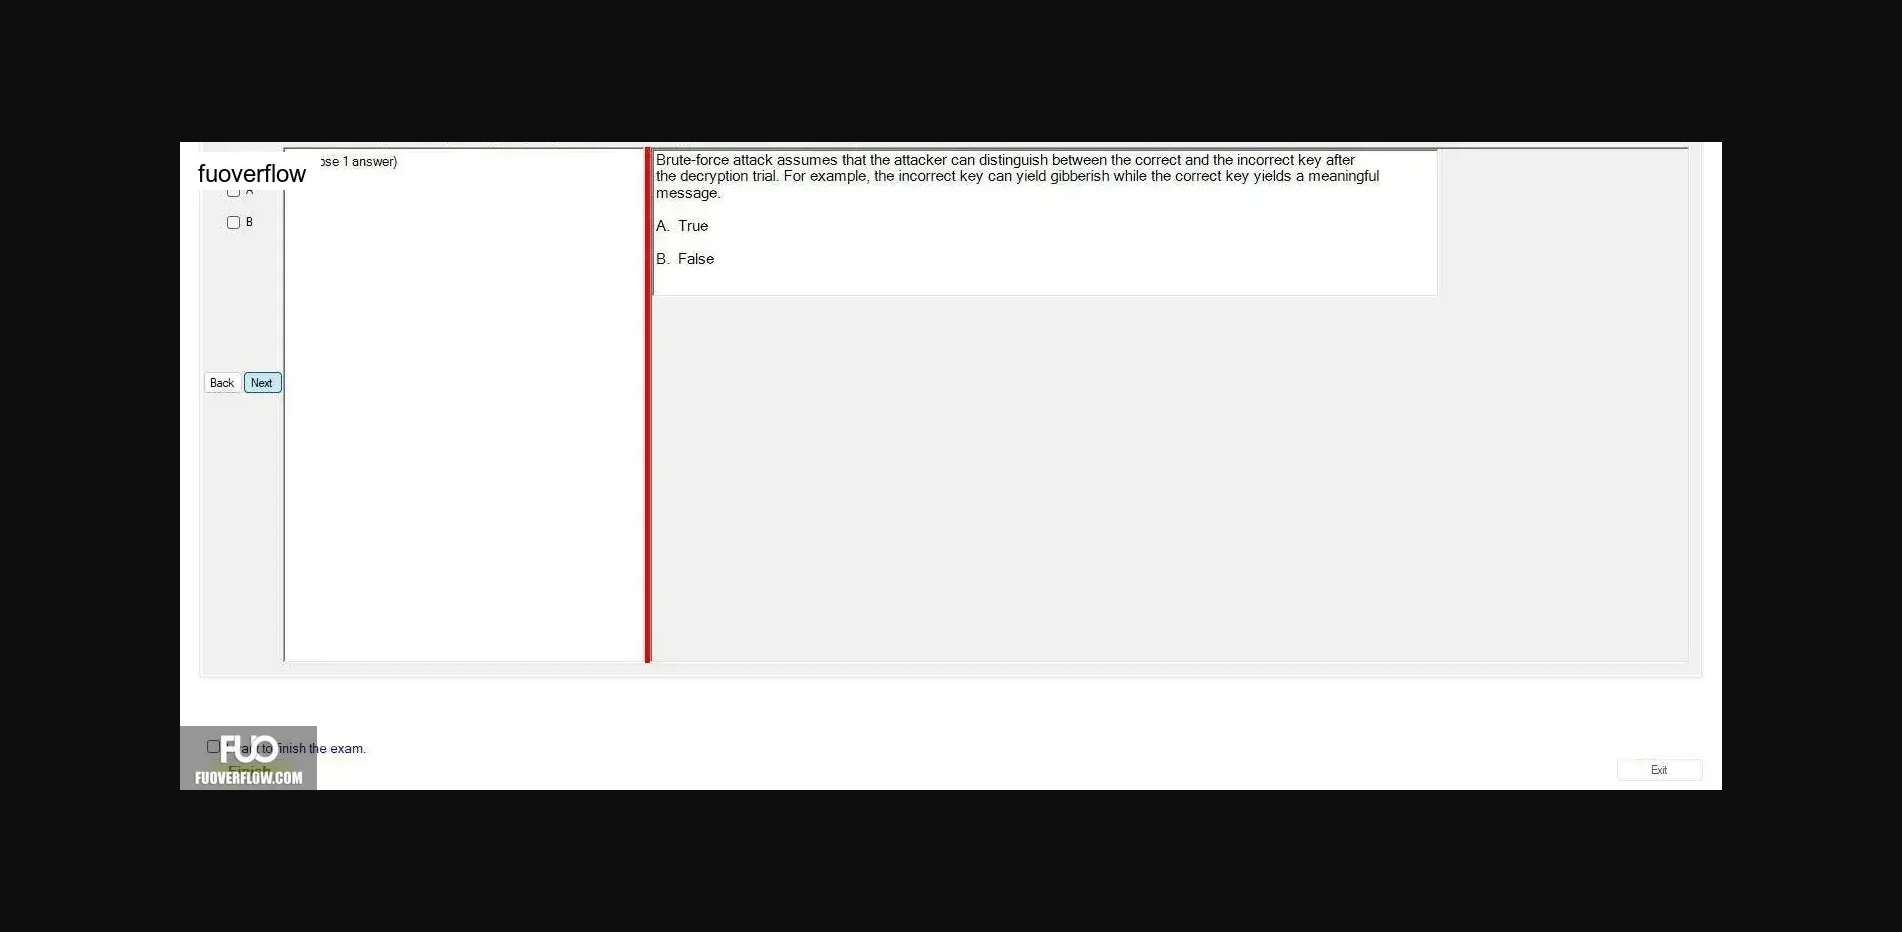 fuoverflow
ose 1 answer)
A
B
Back Next
Brute-force attack assumes that the attacker can distinguish between the correct and the incorrect key after
the decryption trial. For example, the incorrect key can yield gibberish while the correct key yields a meaningful
message.
A. True
B. False
to finish the exam.
FUO
Finish
FUOVERFLOW.COM
Exit